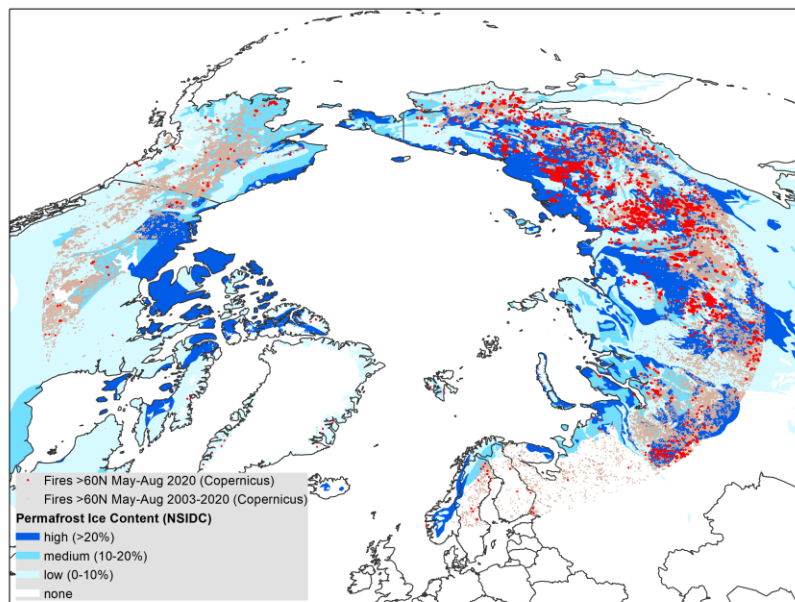 Fires >60N May-Aug 2020 (Copernicus)
Fires >60N May-Aug 2003-2020 (Copernicus)
Permafrost Ice Content (NSIDC)
high (>20%)
medium (10-20%)
low (0-10%)
none